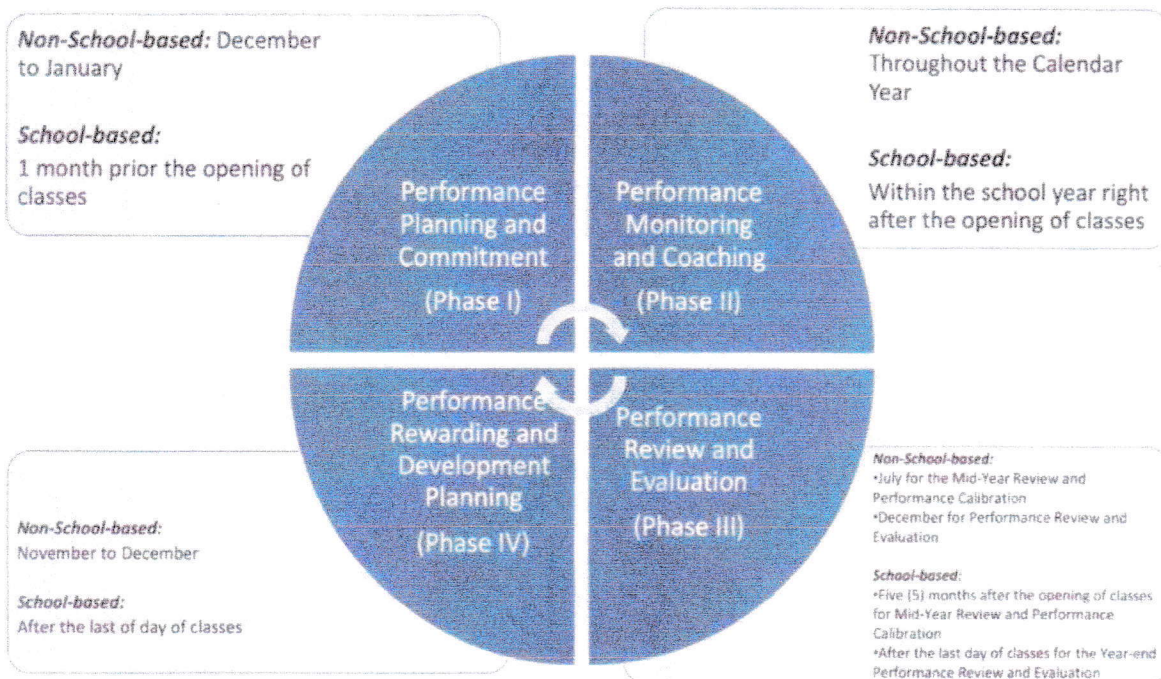 Non-School-based: December
to January
School-based:
1 month prior the opening of
classes
Non-School-based:
Throughout the Calendar
Year
School-based:
Within the school year right
after the opening of classes
Performance
Planning and
Commitment
(Phase I)
Performance
Monitoring
and Coaching
(Phase II)
Performance
Rewarding and
Development
Planning
(Phase IV)
Performance
Review and
Evaluation
(Phase III)
Non-School-based:
November to December
School-based:
After the last of day of classes
Non-School-based:
•July for the Mid-Year Review and
Performance Calibration
•December for Performance Review and
Evaluation
School-based:
•Five (5) months after the opening of classes
for Mid-Year Review and Performance
Calibration
•After the last day of classes for the Year-end
Performance Review and Evaluation